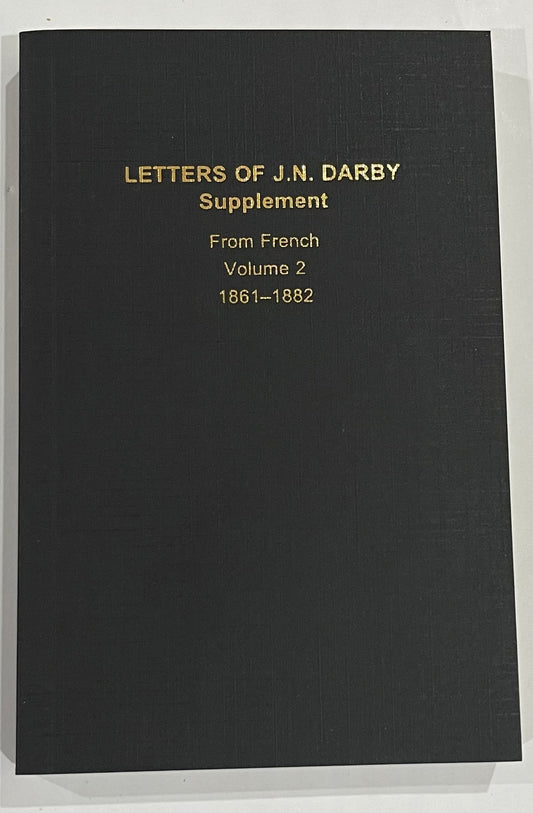 LETTERS OF J.N. DARBY
Supplement
From French
Volume 2
1861–1882